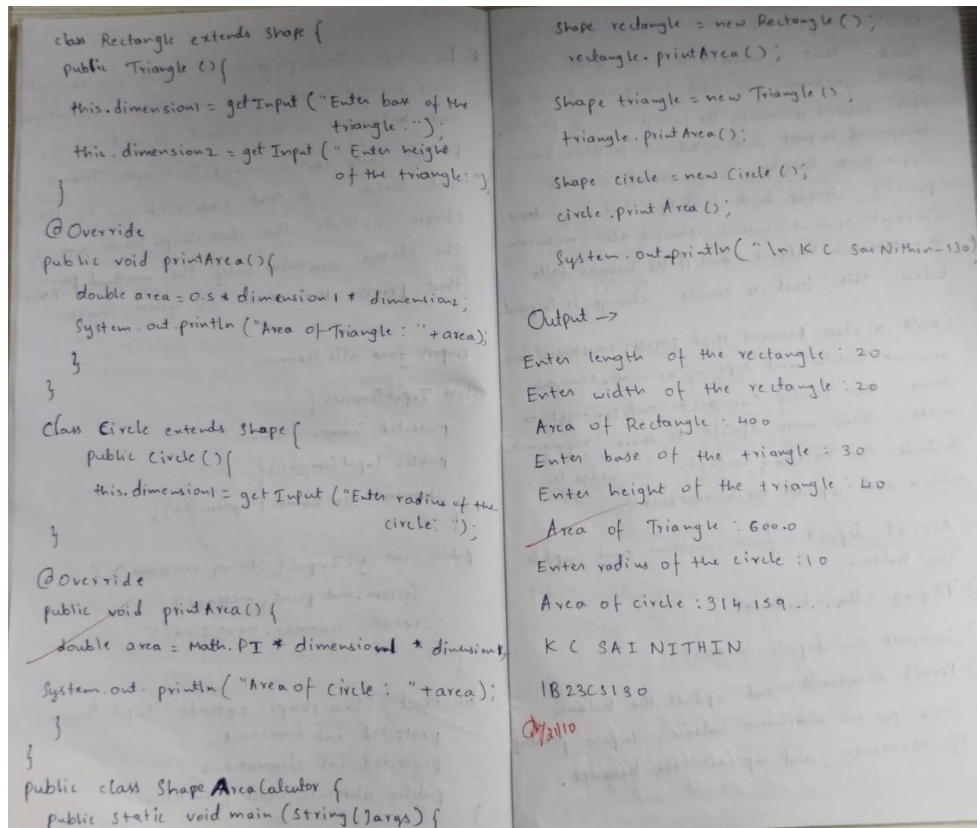 class Rectangle extends Shape {
public Triangle () {
this.dimension1 = getInput ("Enter base of the
triangle: ");
this.dimension2 = getInput (" Enter height
of the triangle: ");
}
@Override
public void printArea() {
double area = 0.5 * dimension1 * dimension2;
System.out.println ("Area of Triangle : " +area);
}
}
Class Circle extends Shape {
public Circle () {
this.dimension1 = getInput ("Enter radius of the
circle: ");
}
@Override
public void printArea() {
double area = Math.PI * dimension1 * dimension1;
System.out.println ("Area of Circle : " +area);
}
}
public class Shape Area Calculator {
public static void main (String []args) {
Shape rectangle = new Rectangle ();
rectangle.printArea();
Shape triangle = new Triangle ();
triangle.printArea();
Shape circle = new Circle ();
circle.printArea();
System.out.println (" \n K C Sai Nithin-130)
Output ->
Enter length of the rectangle : 20
Enter width of the rectangle : 20
Area of Rectangle : 400
Enter base of the triangle : 30
Enter height of the triangle : 40
Area of Triangle : 600.0
Enter radius of the circle : 10
Area of circle : 314.159....
K C SAI NITHIN
1B23CS130
21/10